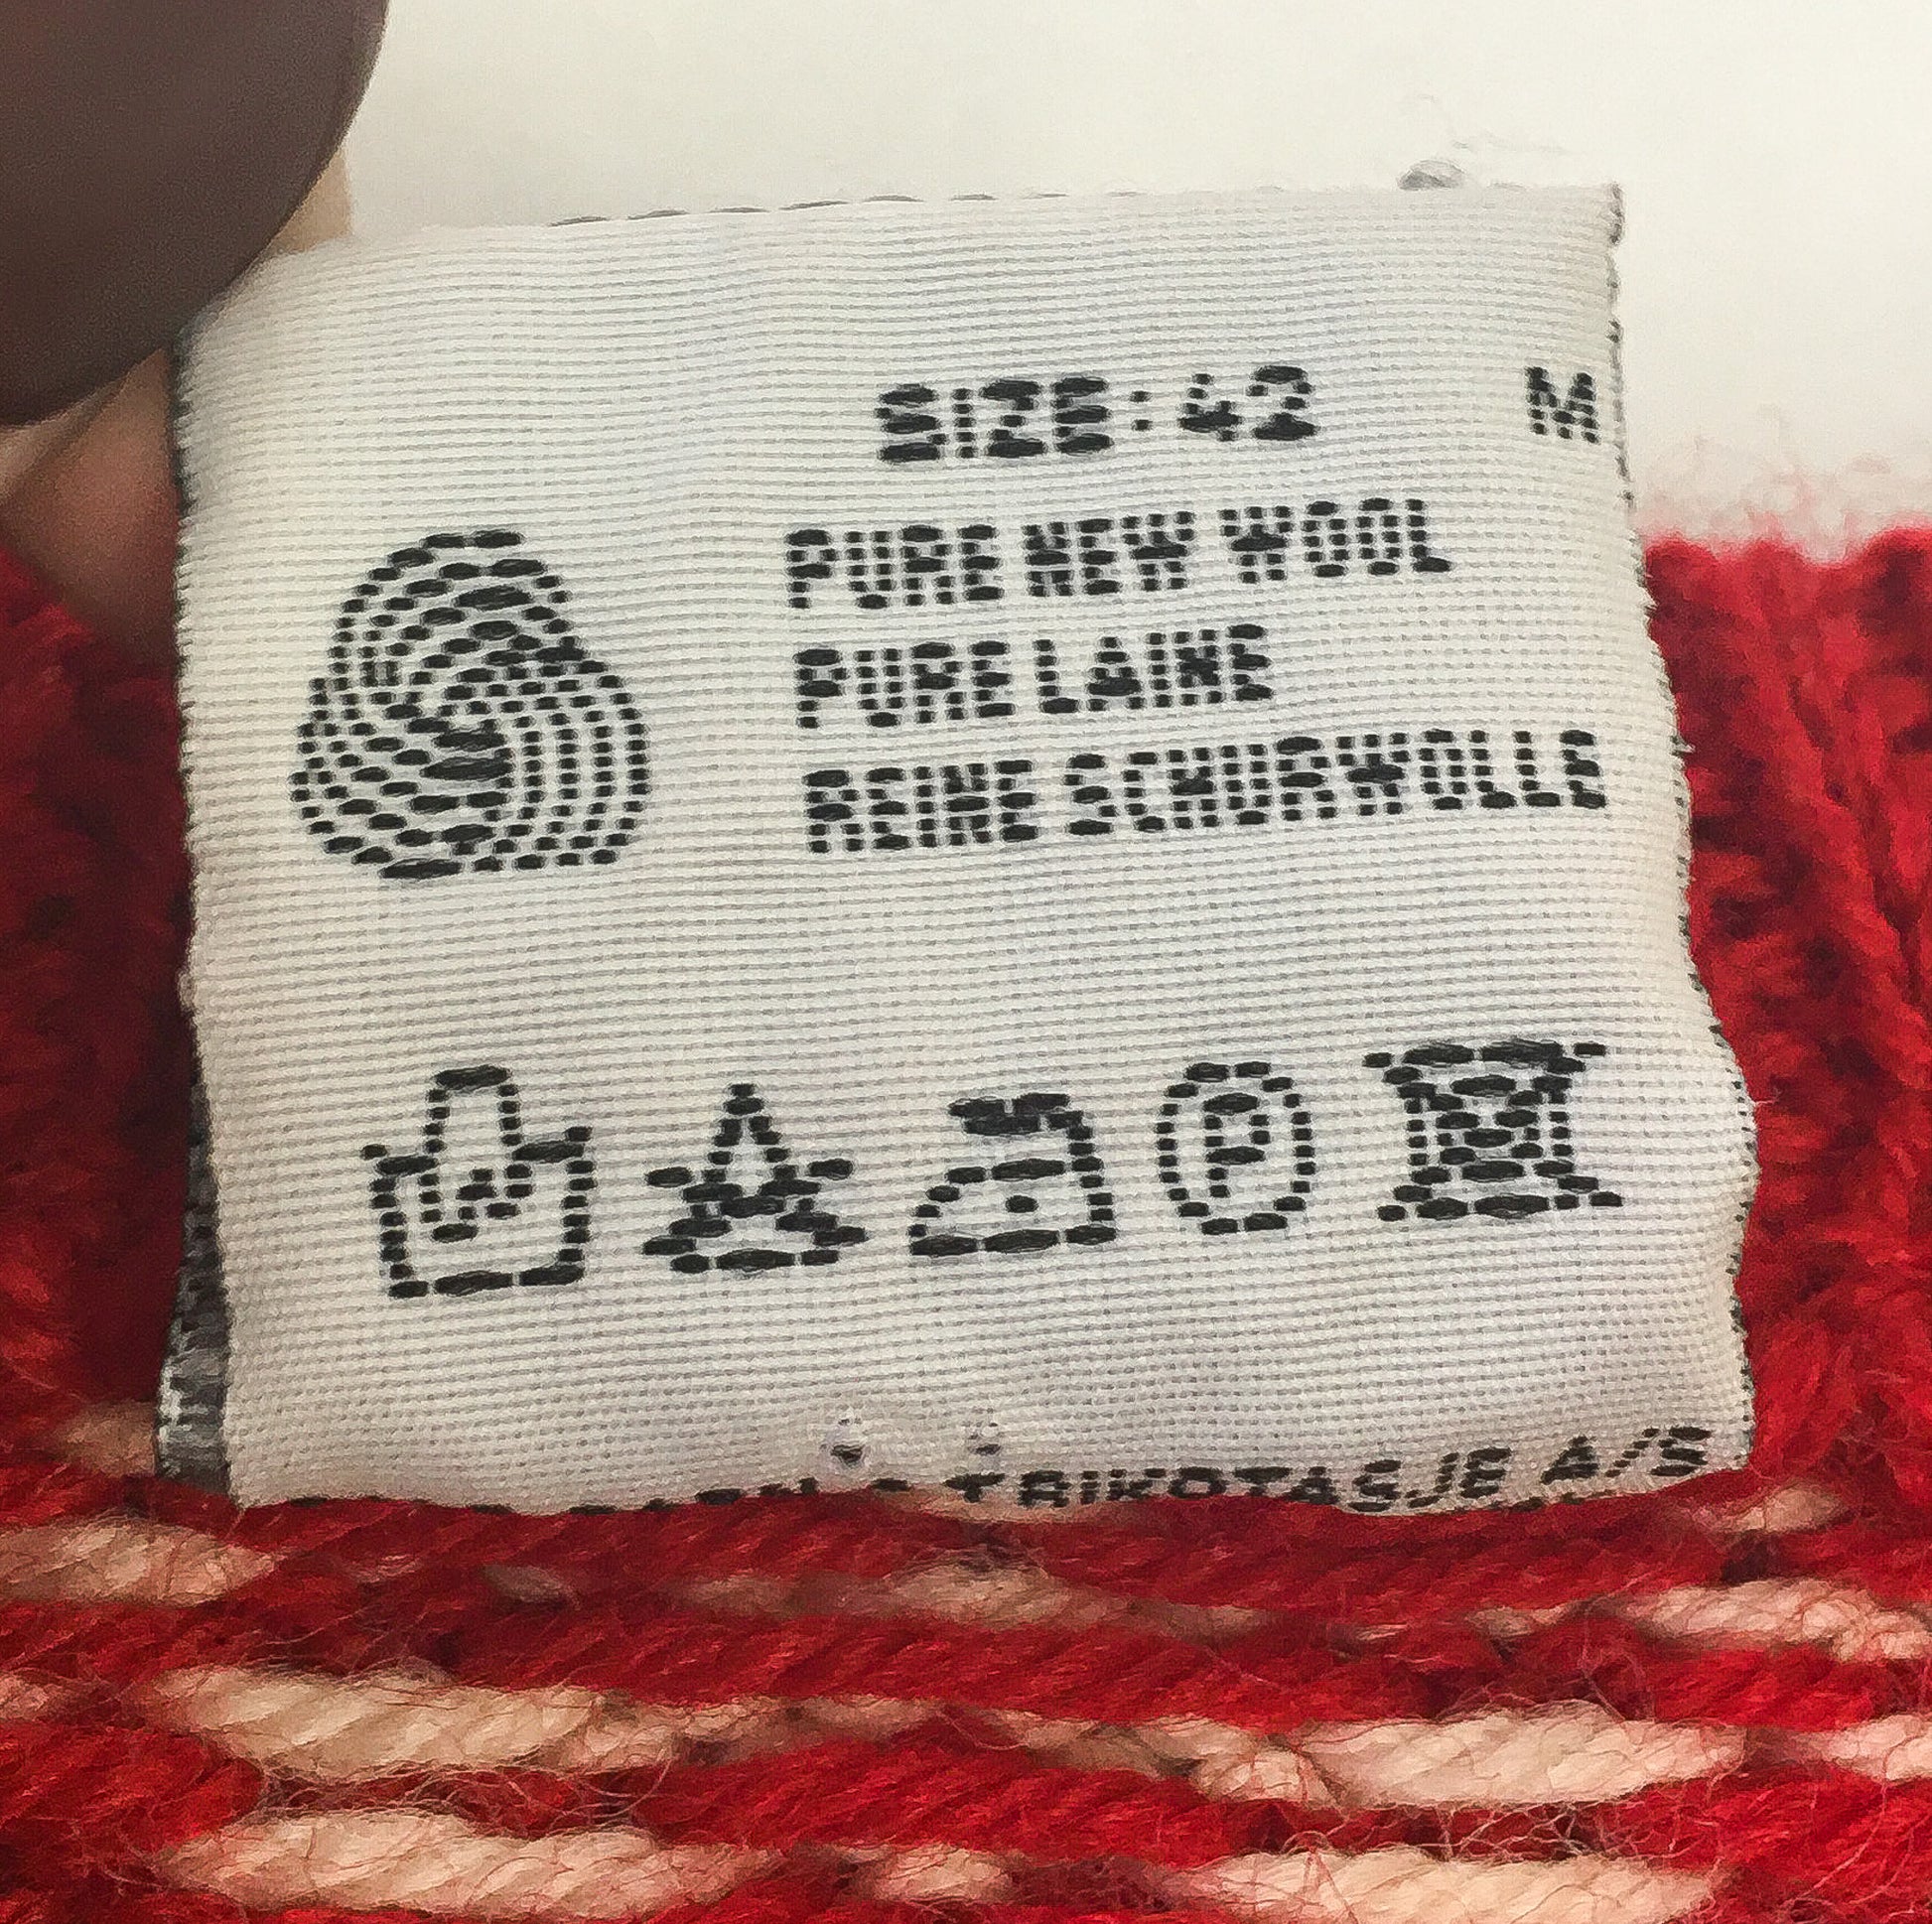 SIZE: 42 M
PURE NEW WOOL
PURE LAINE
REINE SCHURWOLLE
P
TRIKOTASJE A/S